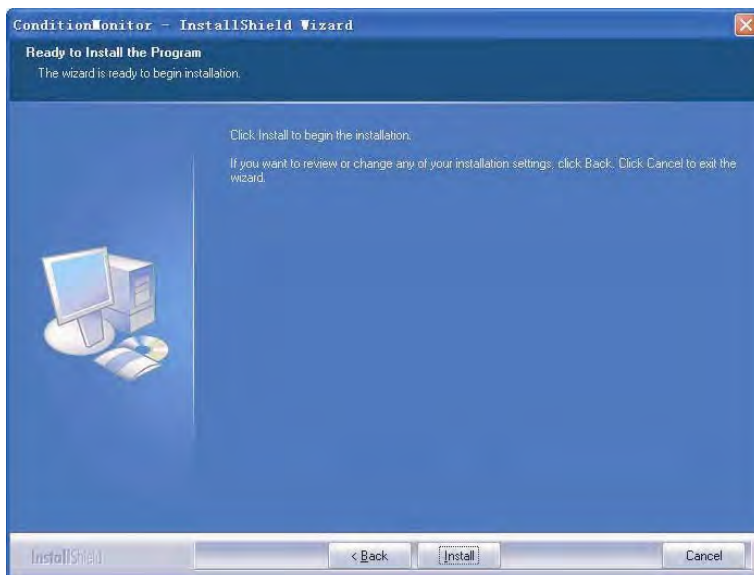 ConditionMonitor - InstallShield Wizard
Ready to Install the Program
The wizard is ready to begin installation.
Click Install to begin the installation.
If you want to review or change any of your installation settings, click Back. Click Cancel to exit the
wizard.
InstallShield
< Back
Install
Cancel